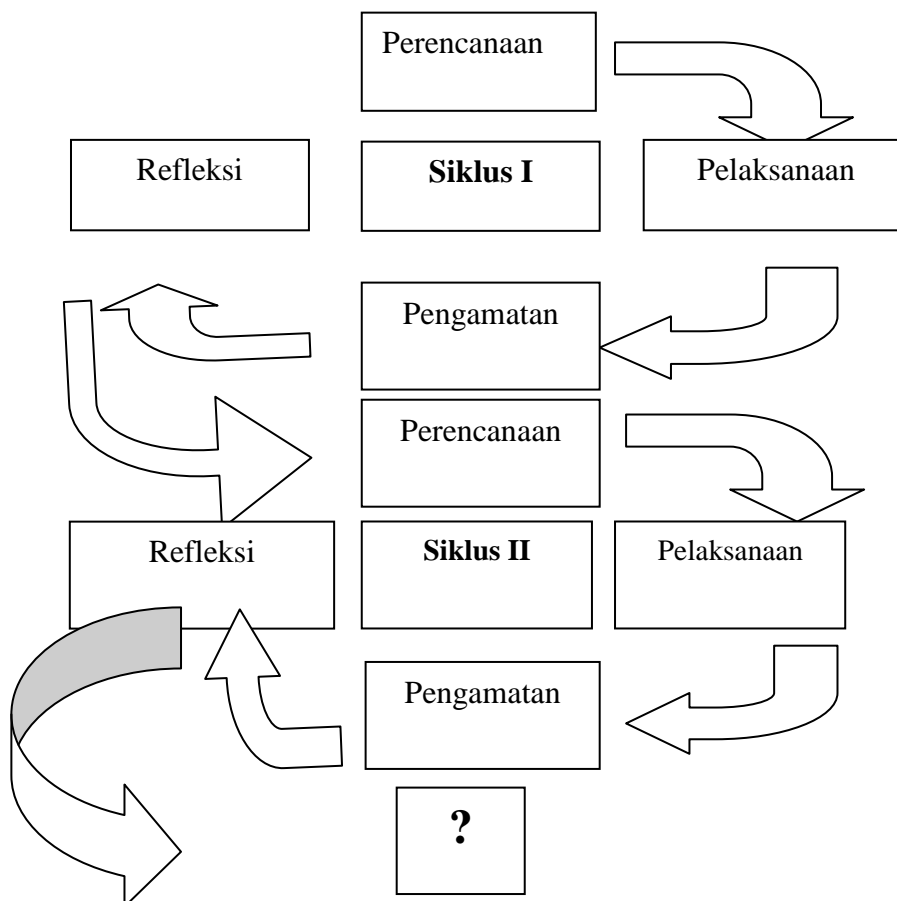 Perencanaan
Refleksi
Siklus I
Pelaksanaan
Pengamatan
Perencanaan
Refleksi
Siklus II
Pelaksanaan
Pengamatan
?